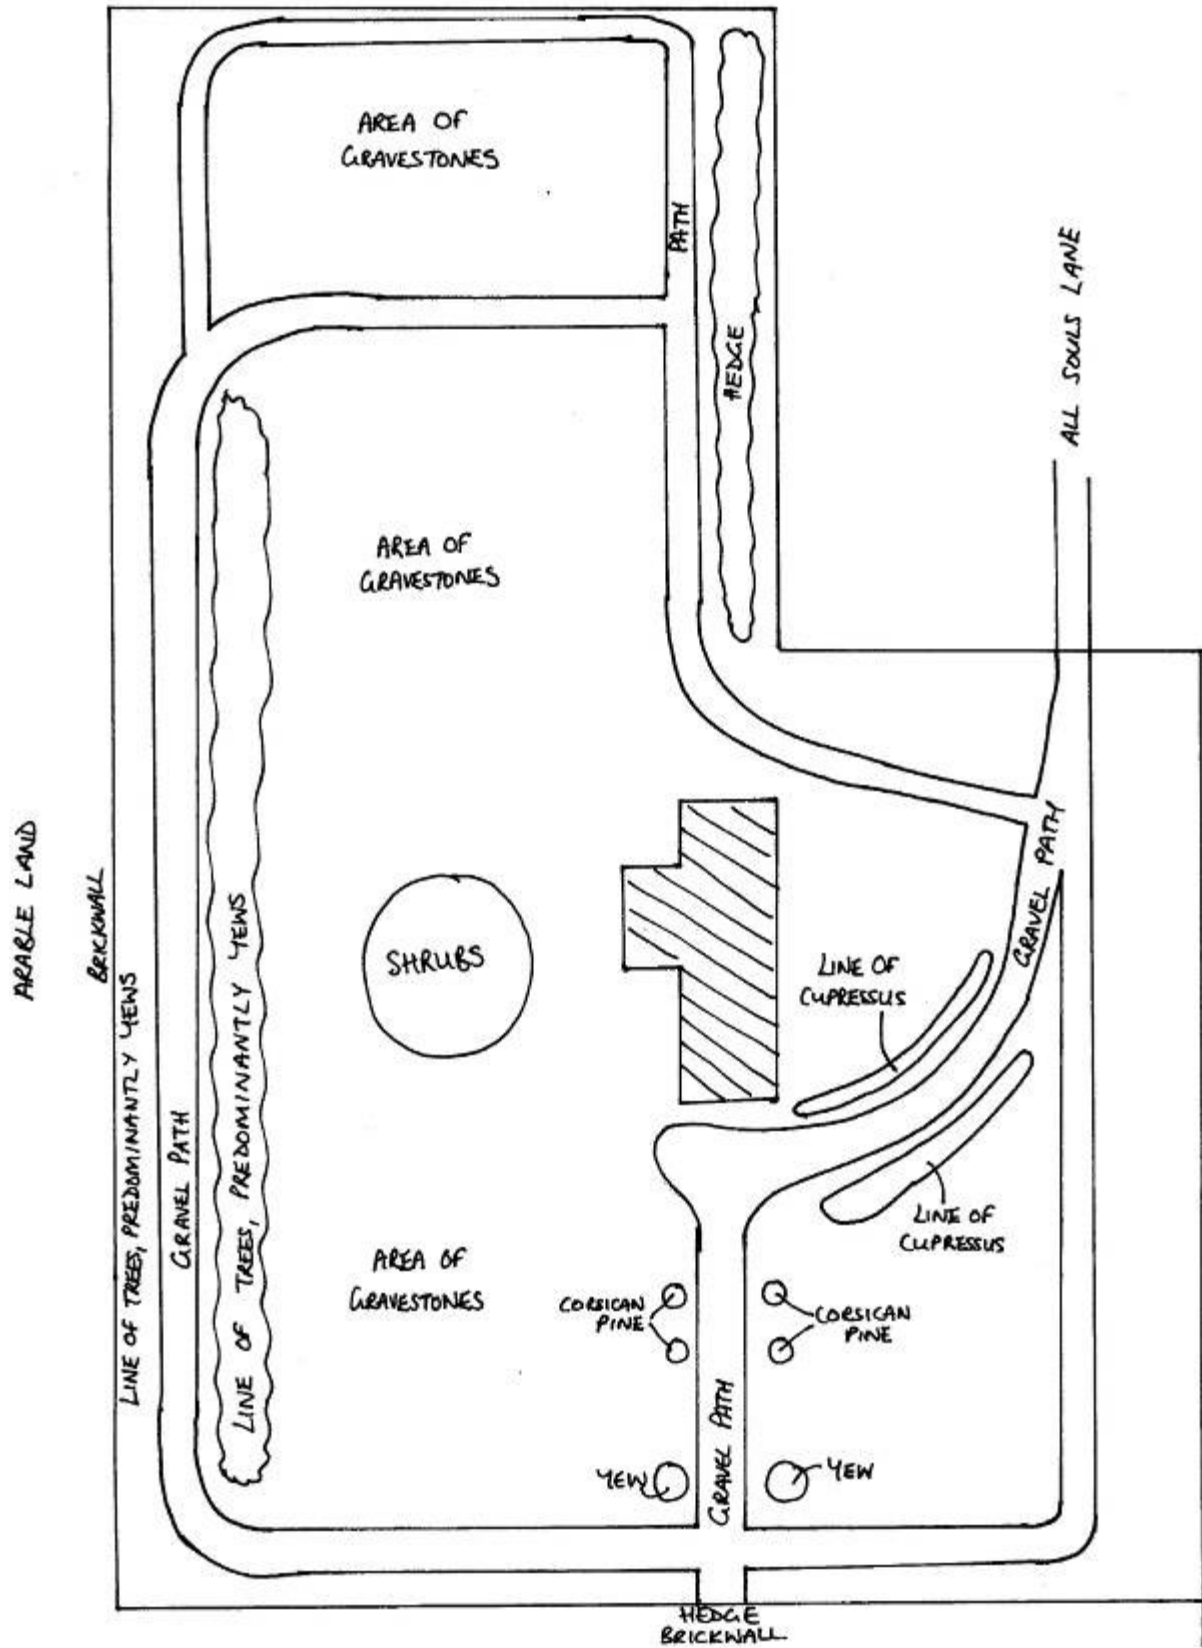 AREA OF
GRAVESTONES
PATH
HEDGE
ALL SOULS LANE
AREA OF
GRAVESTONES
ARABLE LAND
BRICKWALL
LINE OF TREES, PREDOMINANTLY YEWS
GRAVEL PATH
LINE OF TREES, PREDOMINANTLY YEWS
SHRUBS
GRAVEL PATH
LINE OF
CUPRESSUS
LINE OF
CUPRESSUS
AREA OF
GRAVESTONES
CORSICAN
PINE
CORSICAN
PINE
GRAVEL PATH
YEW
YEW
HEDGE
BRICKWALL